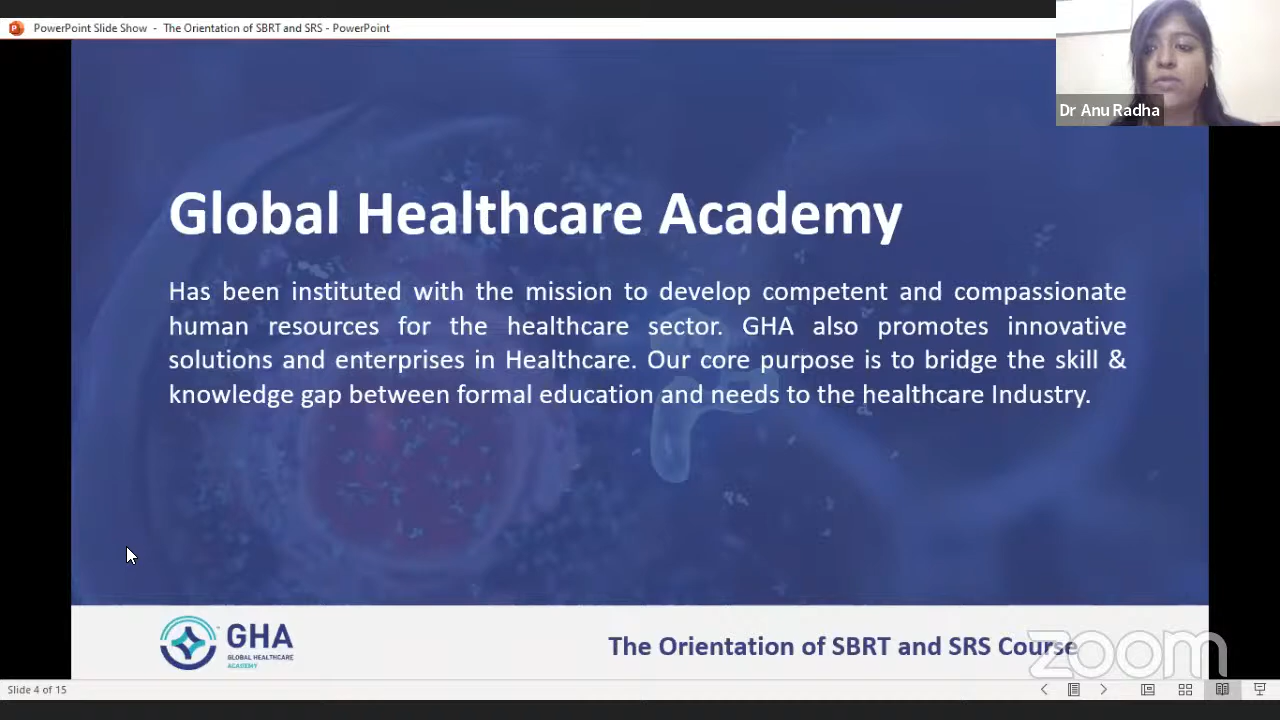 PowerPoint Slide Show - The Orientation of SBRT and SRS - PowerPoint
Dr Anu Radha
Global Healthcare Academy
Has been instituted with the mission to develop competent and compassionate
human resources for the healthcare sector. GHA also promotes innovative
solutions and enterprises in Healthcare. Our core purpose is to bridge the skill &
knowledge gap between formal education and needs to the healthcare Industry.
GHA
GLOBAL HEALTHCARE
ACADEMY
The Orientation of SBRT and SRS Course
zoom
Slide 4 of 15